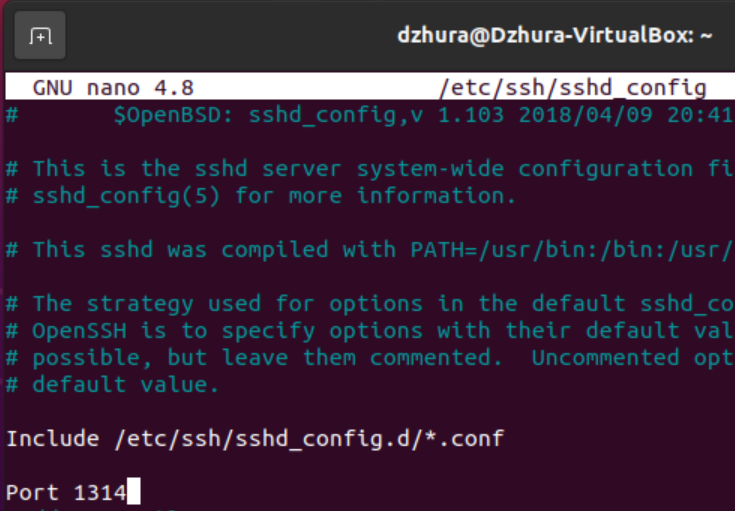 dzhura@Dzhura-VirtualBox: ~
GNU nano 4.8 /etc/ssh/sshd_config
# $OpenBSD: sshd_config,v 1.103 2018/04/09 20:41
# This is the sshd server system-wide configuration fi
# sshd_config(5) for more information.
# This sshd was compiled with PATH=/usr/bin:/bin:/usr/
# The strategy used for options in the default sshd_co
# OpenSSH is to specify options with their default val
# possible, but leave them commented.  Uncommented opt
# default value.
Include /etc/ssh/sshd_config.d/*.conf
Port 1314